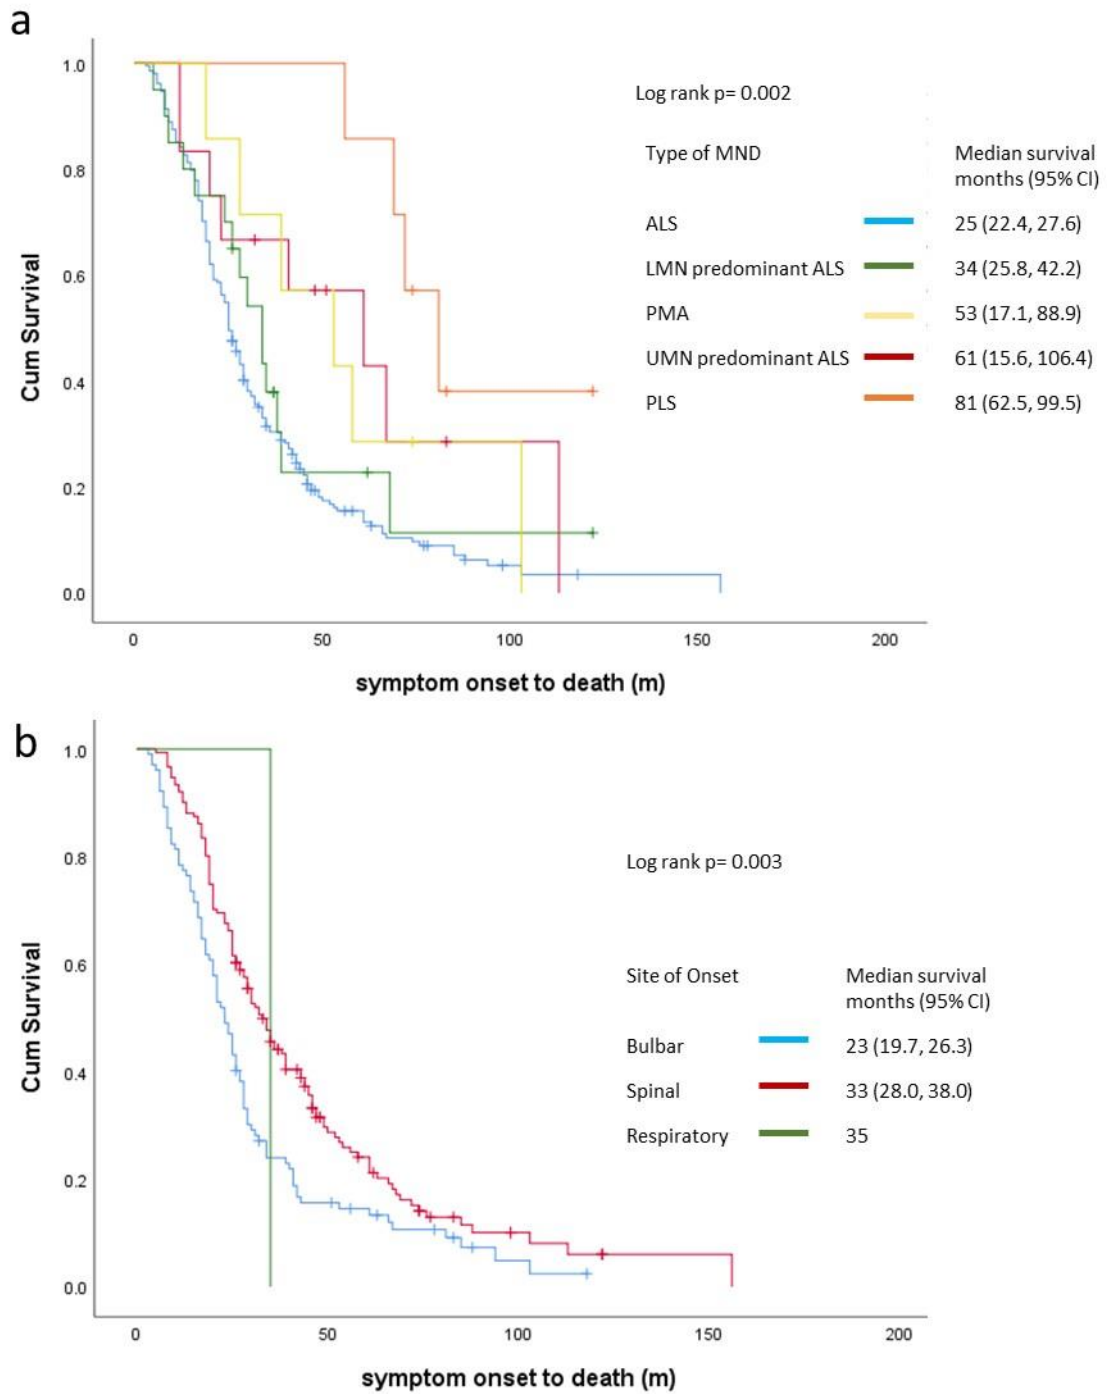 a
1.0
0.8
0.6
0.4
0.2
0.0
Cum Survival
0 50 100 150 200
symptom onset to death (m)
Log rank p= 0.002
Type of MND Median survival
months (95% CI)
ALS 25 (22.4, 27.6)
LMN predominant ALS 34 (25.8, 42.2)
PMA 53 (17.1, 88.9)
UMN predominant ALS 61 (15.6, 106.4)
PLS 81 (62.5, 99.5)
b
1.0
0.8
0.6
0.4
0.2
0.0
Cum Survival
0 50 100 150 200
symptom onset to death (m)
Log rank p= 0.003
Site of Onset Median survival
months (95% CI)
Bulbar 23 (19.7, 26.3)
Spinal 33 (28.0, 38.0)
Respiratory 35